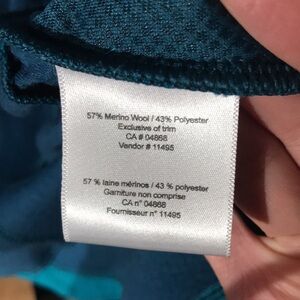 57% Merino Wool / 43% Polyester
Exclusive of trim
CA # 04868
Vendor # 11495
57 % laine mérinos / 43 % polyester
Garniture non comprise
CA n° 04868
Fournisseur n° 11495